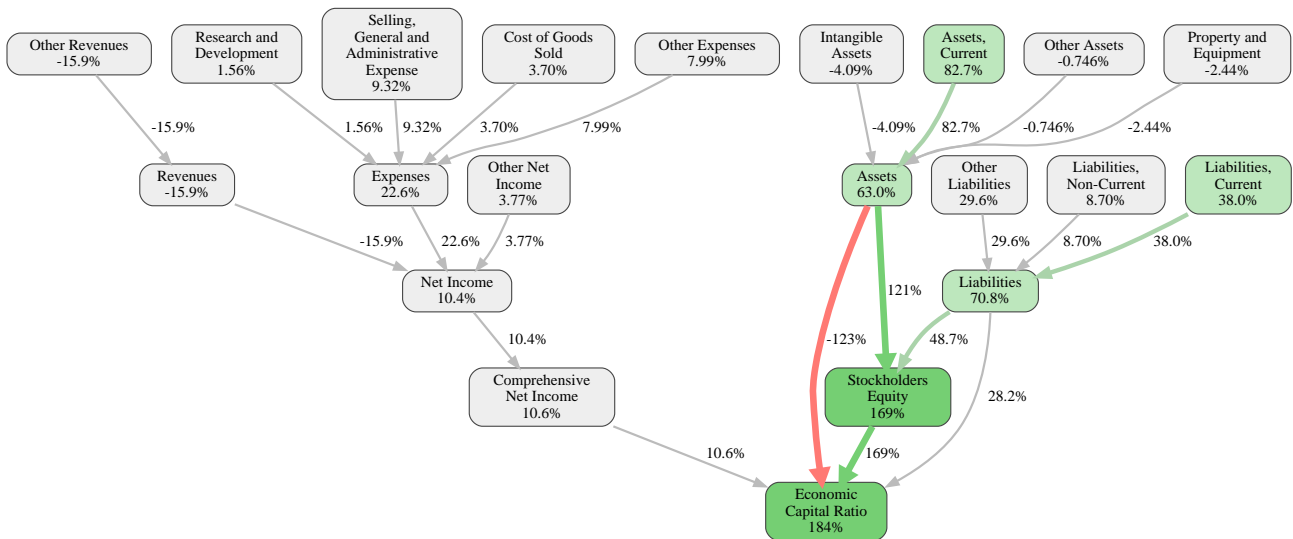 Other Revenues
-15.9%
Research and
Development
1.56%
Selling,
General and
Administrative
Expense
9.32%
Cost of Goods
Sold
3.70%
Other Expenses
7.99%
Intangible
Assets
-4.09%
Assets,
Current
82.7%
Other Assets
-0.746%
Property and
Equipment
-2.44%
-15.9%
1.56%
9.32%
3.70%
7.99%
-4.09%
82.7%
-0.746%
-2.44%
Revenues
-15.9%
Expenses
22.6%
Other Net
Income
3.77%
Assets
63.0%
Other
Liabilities
29.6%
Liabilities,
Non-Current
8.70%
Liabilities,
Current
38.0%
-15.9%
22.6%
3.77%
29.6%
8.70%
38.0%
Net Income
10.4%
121%
Liabilities
70.8%
10.4%
-123%
48.7%
Comprehensive
Net Income
10.6%
Stockholders
Equity
169%
28.2%
10.6%
169%
Economic
Capital Ratio
184%